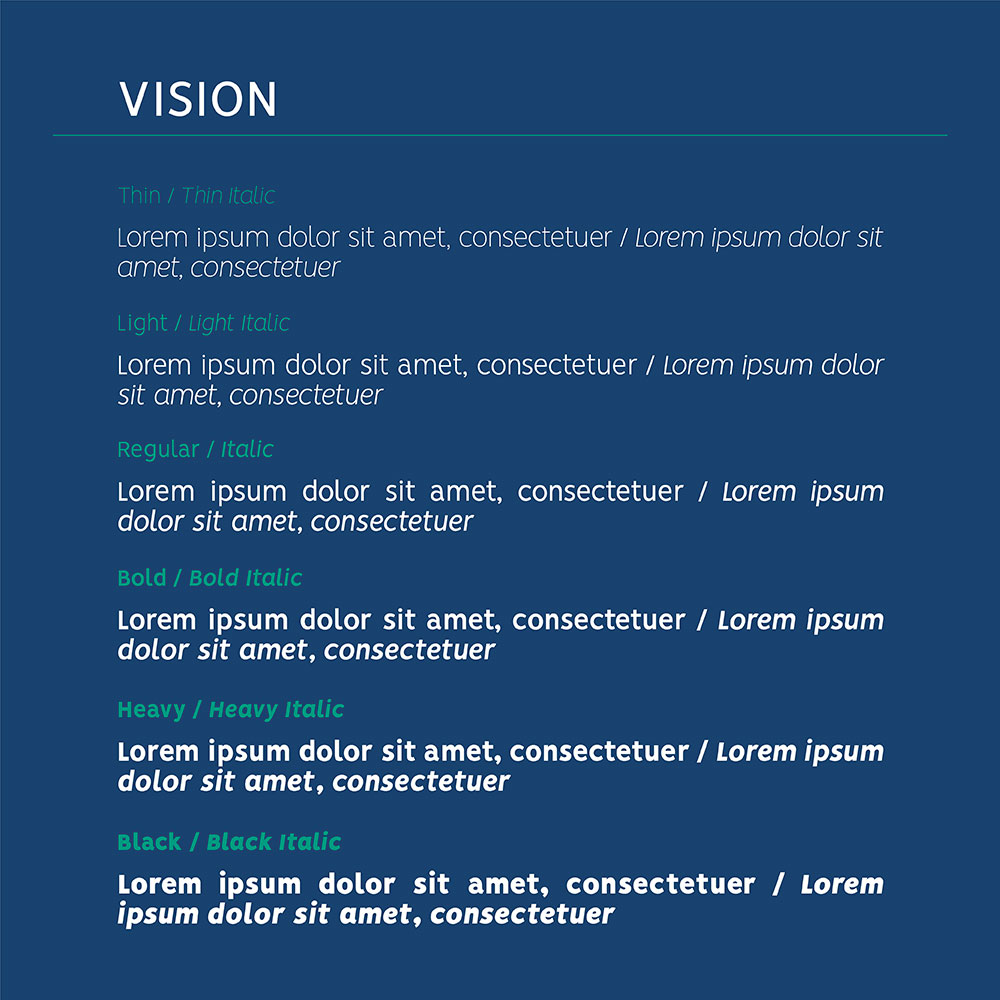 VISION
Thin / Thin Italic
Lorem ipsum dolor sit amet, consectetuer / Lorem ipsum dolor sit
amet, consectetuer
Light / Light Italic
Lorem ipsum dolor sit amet, consectetuer / Lorem ipsum dolor
sit amet, consectetuer
Regular / Italic
Lorem ipsum dolor sit amet, consectetuer / Lorem ipsum
dolor sit amet, consectetuer
Bold / Bold Italic
Lorem ipsum dolor sit amet, consectetuer / Lorem ipsum
dolor sit amet, consectetuer
Heavy / Heavy Italic
Lorem ipsum dolor sit amet, consectetuer / Lorem ipsum
dolor sit amet, consectetuer
Black / Black Italic
Lorem ipsum dolor sit amet, consectetuer / Lorem
ipsum dolor sit amet, consectetuer